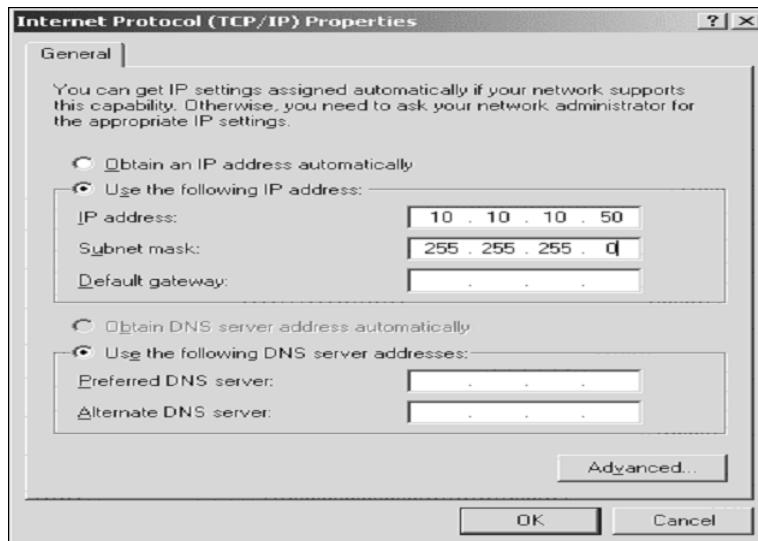 Internet Protocol (TCP/IP) Properties
General
You can get IP settings assigned automatically if your network supports
this capability. Otherwise, you need to ask your network administrator for
the appropriate IP settings.
Obtain an IP address automatically
Use the following IP address:
IP address: 10 . 10 . 10 . 50
Subnet mask: 255 . 255 . 255 . 0
Default gateway: . . .
Obtain DNS server address automatically
Use the following DNS server addresses:
Preferred DNS server: . . .
Alternate DNS server: . . .
Advanced...
OK Cancel